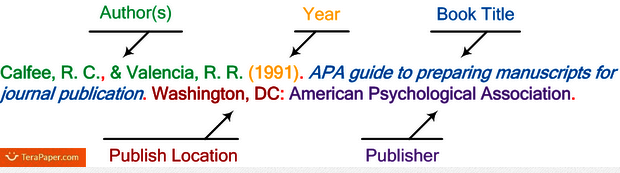 Author(s) Year Book Title
Calfee, R. C., & Valencia, R. R. (1991). APA guide to preparing manuscripts for
journal publication. Washington, DC: American Psychological Association.
TeraPaper.com Publish Location Publisher